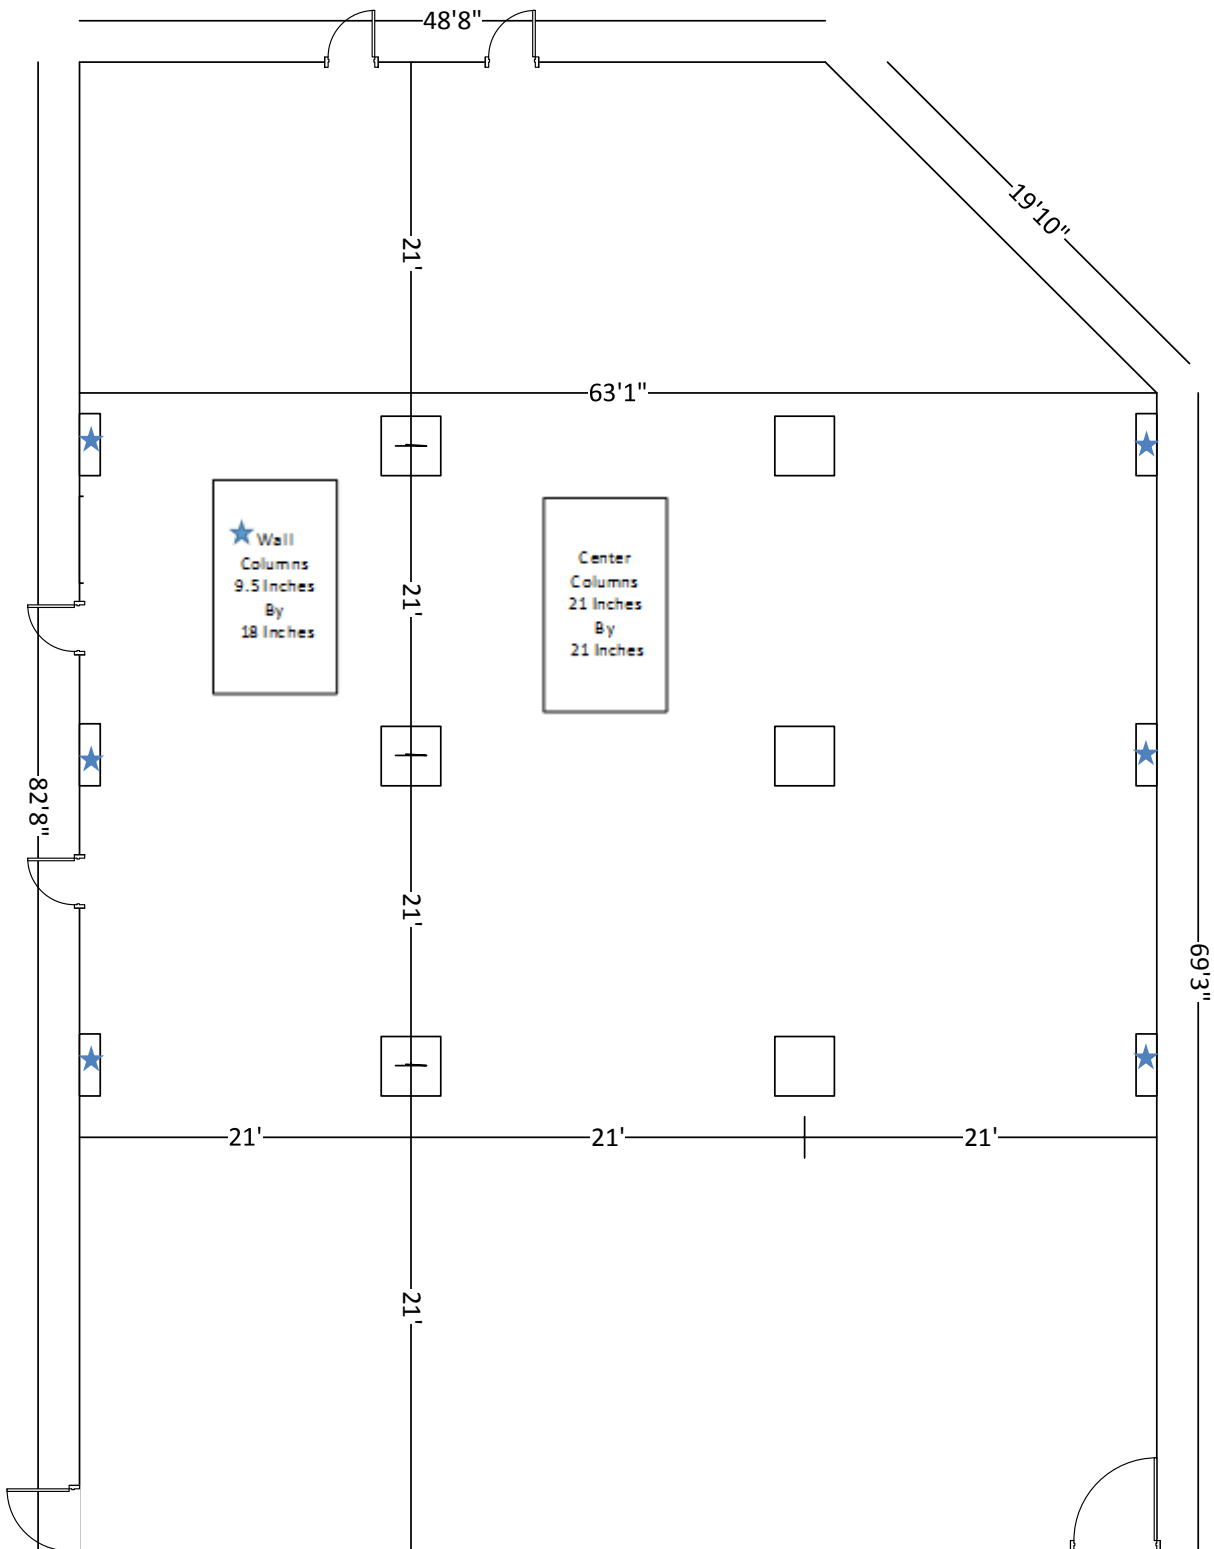 48'8"
19'10"
21'
63'1"
Wall
Columns
9.5 Inches
By
18 Inches
Center
Columns
21 Inches
By
21 Inches
21'
82'8"
21'
69'3"
21'
21'
21'
21'